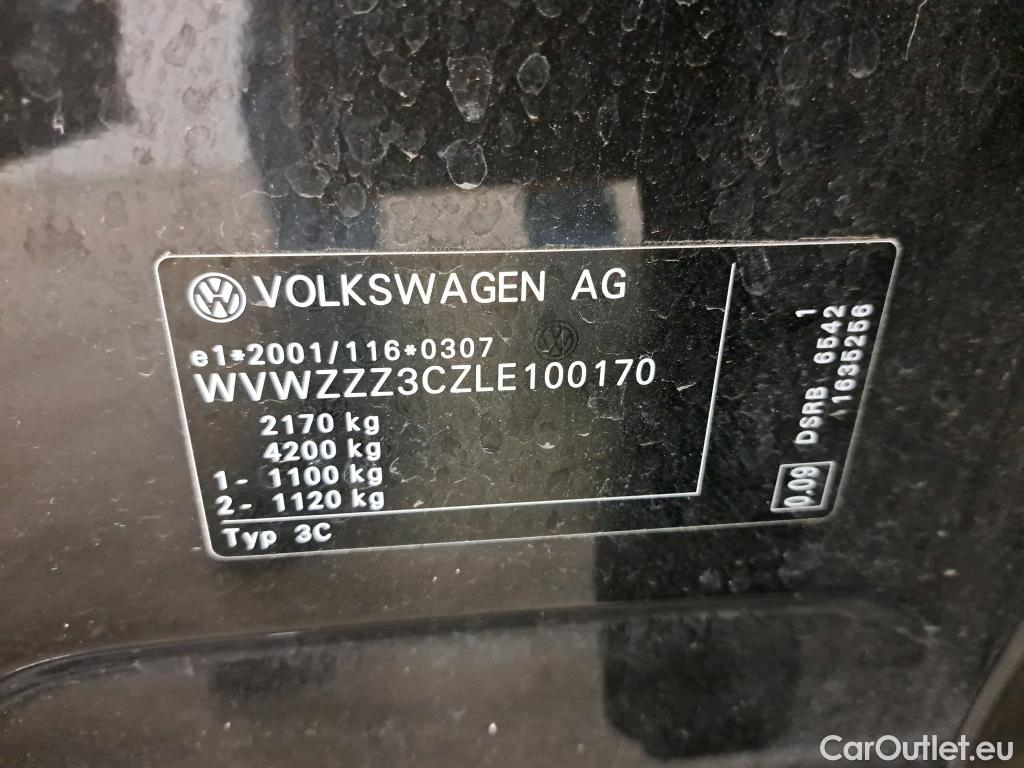 VOLKSWAGEN AG
e1*2001/116*0307
WVWZZZ3CZLE100170
2170 kg
4200 kg
1- 1100 kg
2- 1120 kg
Typ 3C
1
DSRB 6542
1635256
0.09
CarOutlet.eu